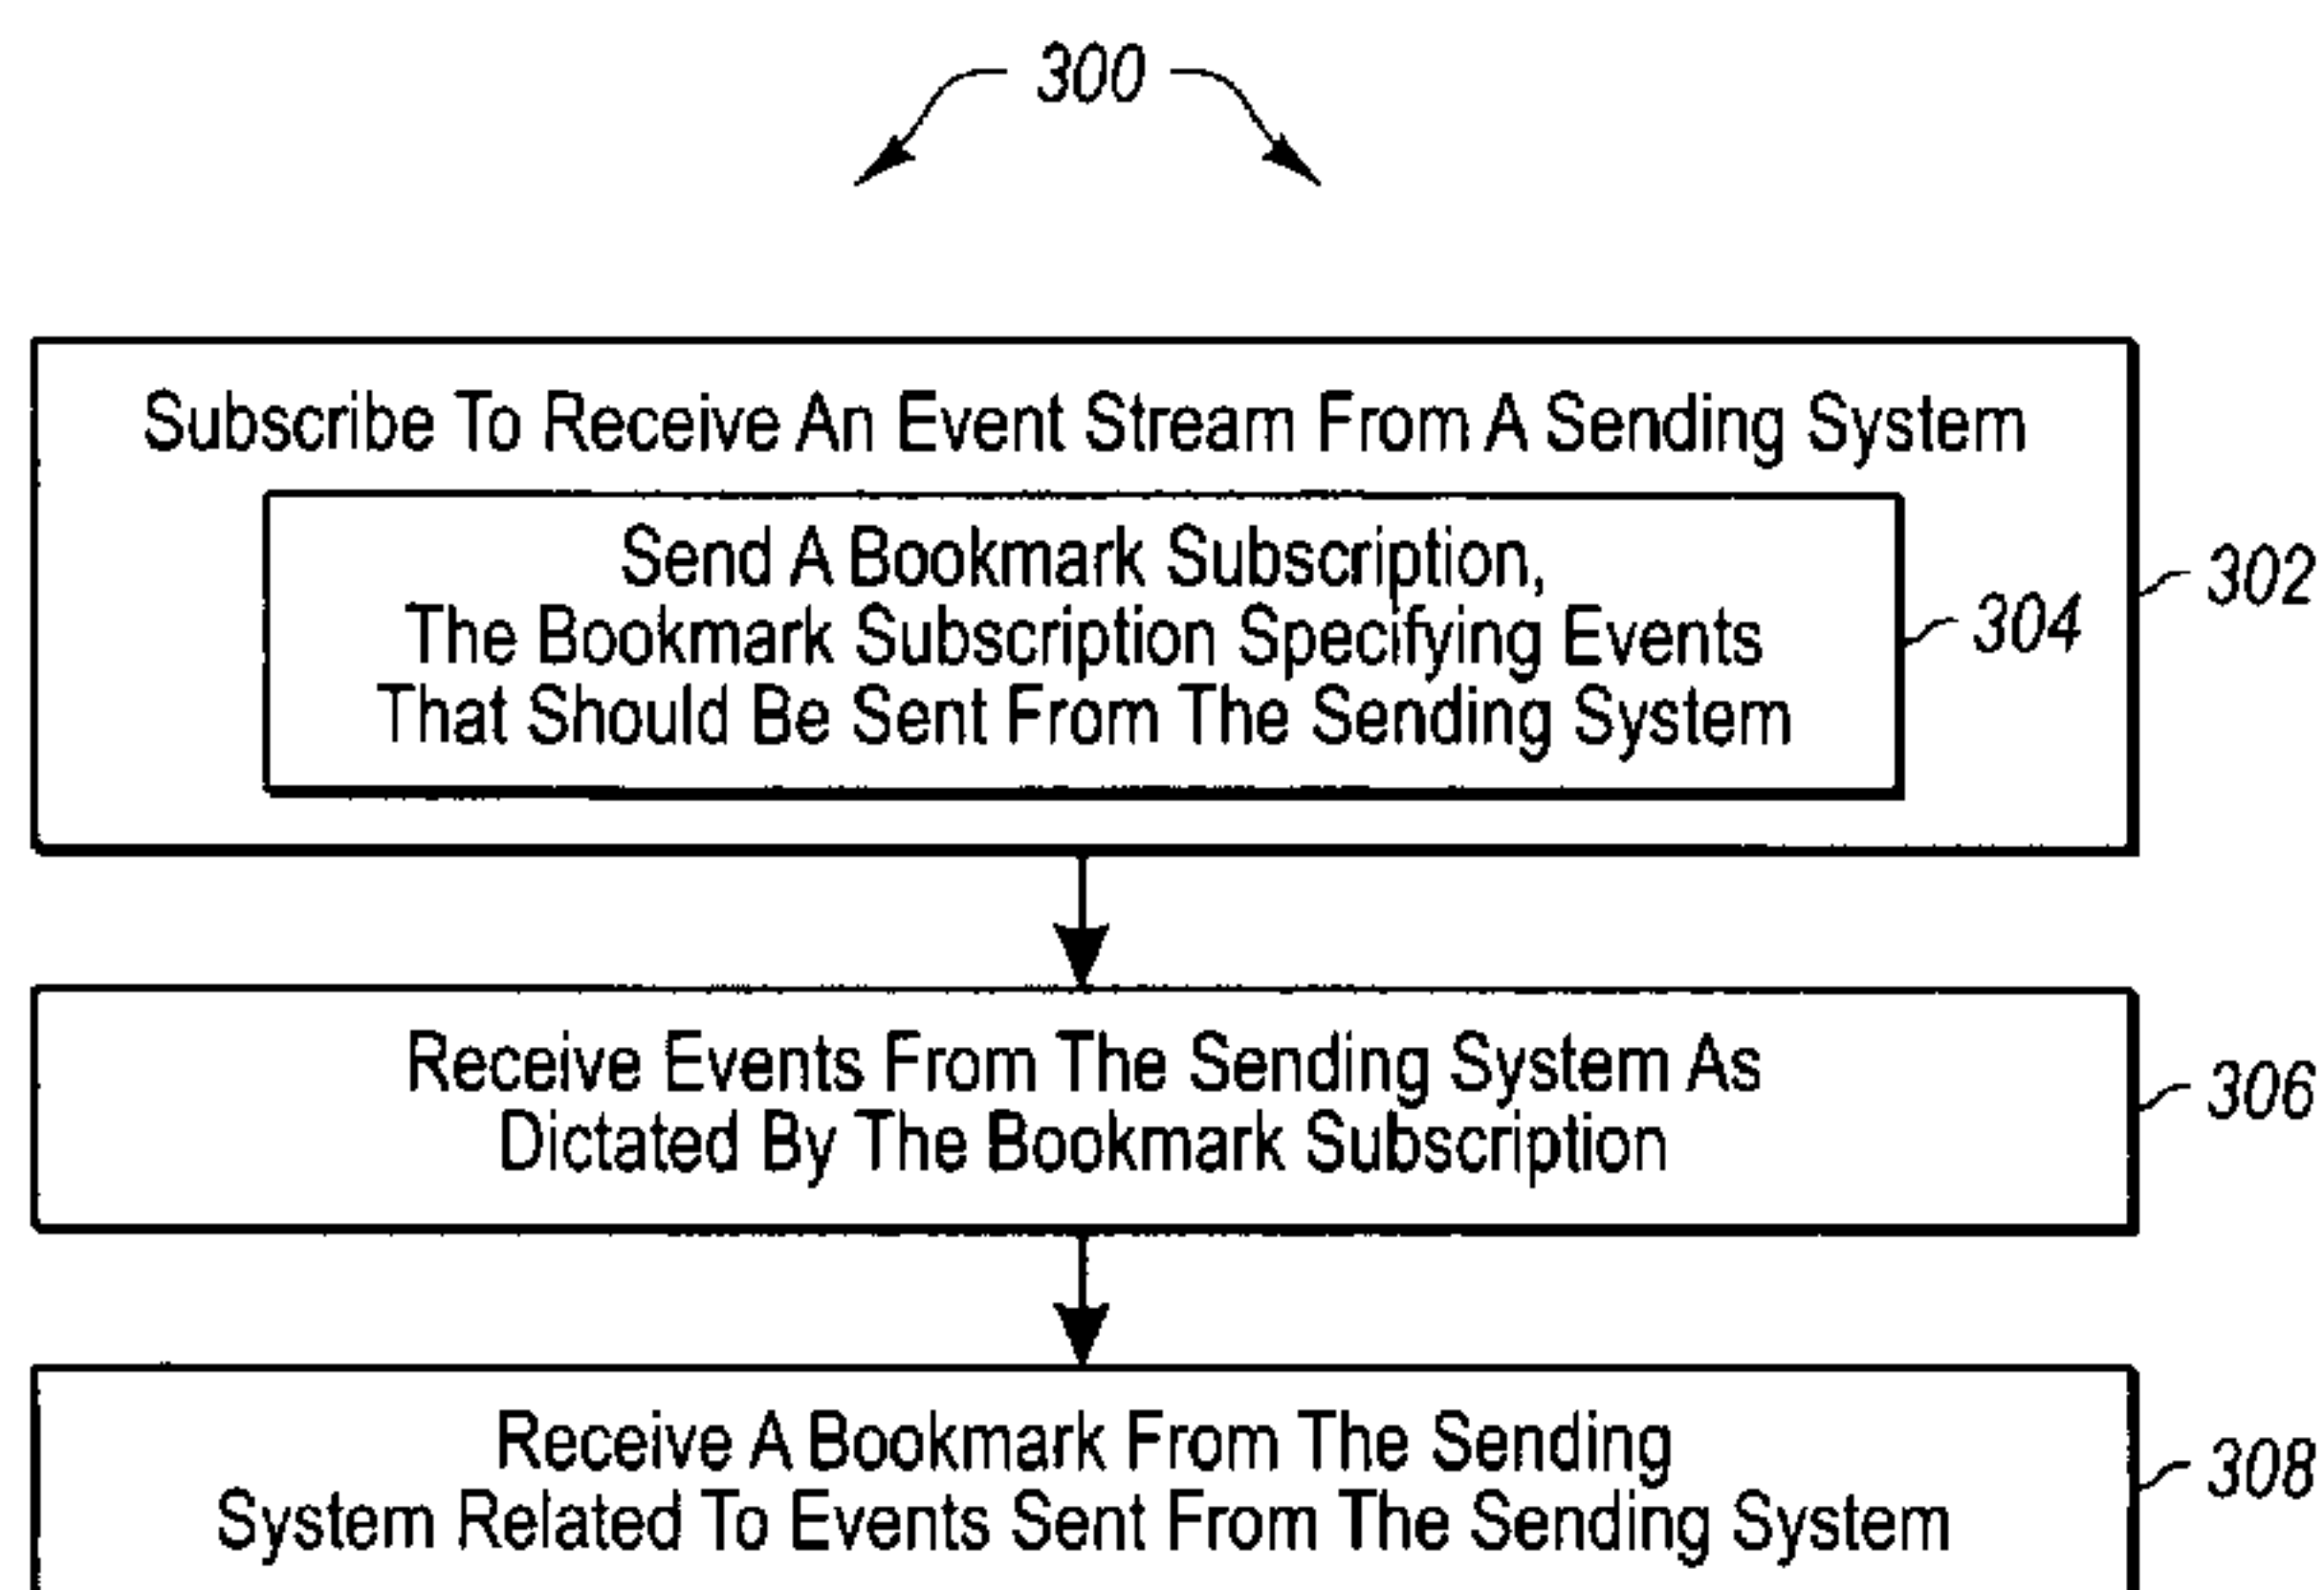 300
Subscribe To Receive An Event Stream From A Sending System
Send A Bookmark Subscription,
The Bookmark Subscription Specifying Events
That Should Be Sent From The Sending System
304
302
Receive Events From The Sending System As
Dictated By The Bookmark Subscription
306
Receive A Bookmark From The Sending
System Related To Events Sent From The Sending System
308